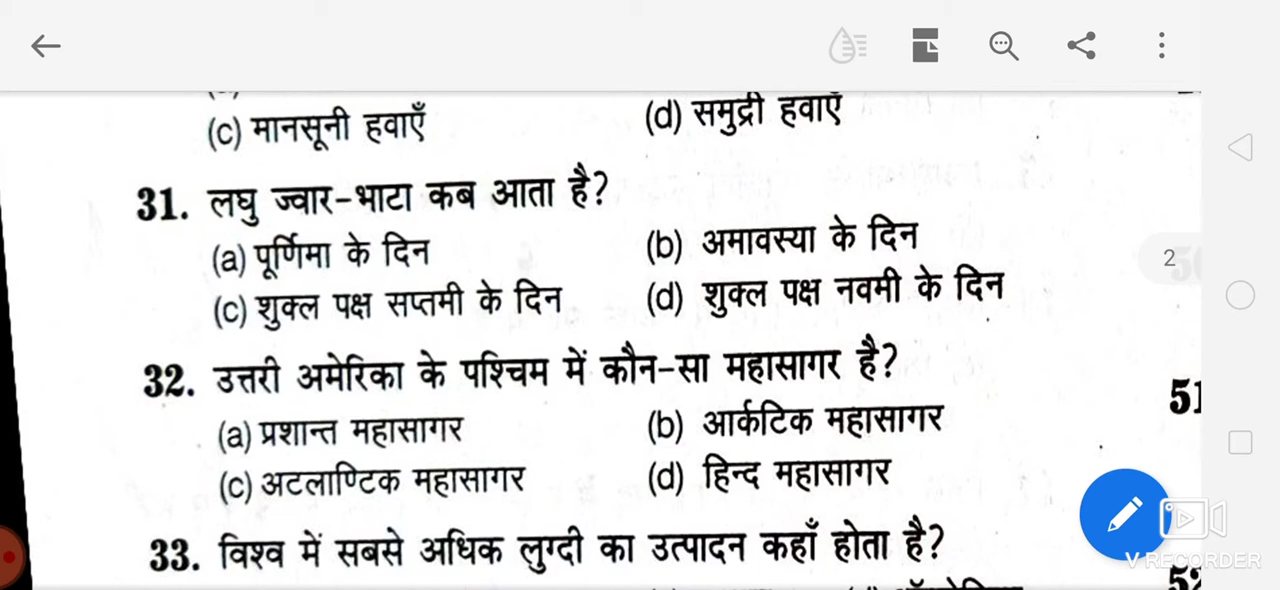 (c) मानसूनी हवाएँ (d) समुद्री हवाएँ
31. लघु ज्वार-भाटा कब आता है?
(a) पूर्णिमा के दिन (b) अमावस्या के दिन
(c) शुक्ल पक्ष सप्तमी के दिन (d) शुक्ल पक्ष नवमी के दिन
2
32. उत्तरी अमेरिका के पश्चिम में कौन-सा महासागर है?
51
(a) प्रशान्त महासागर (b) आर्कटिक महासागर
(c) अटलाण्टिक महासागर (d) हिन्द महासागर
33. विश्व में सबसे अधिक लुग्दी का उत्पादन कहाँ होता है?
V RECORDER